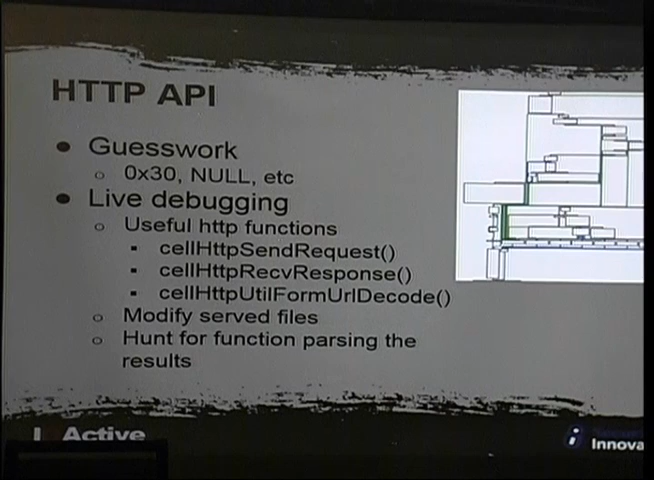 HTTP API
● Guesswork
○ 0x30, NULL, etc
● Live debugging
○ Useful http functions
▪ cellHttpSendRequest()
▪ cellHttpRecvResponse()
▪ cellHttpUtilFormUrlDecode()
○ Modify served files
○ Hunt for function parsing the
results
Active
Innova